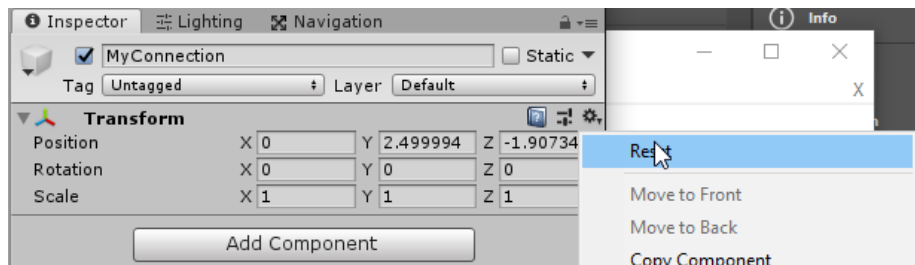 Inspector Lighting Navigation
Info
MyConnection Static
Tag Untagged Layer Default
X
Transform
Position X 0 Y 2.499994 Z -1.90734
Rotation X 0 Y 0 Z 0
Scale X 1 Y 1 Z 1
Reset
Move to Front
Move to Back
Copy Component
Add Component